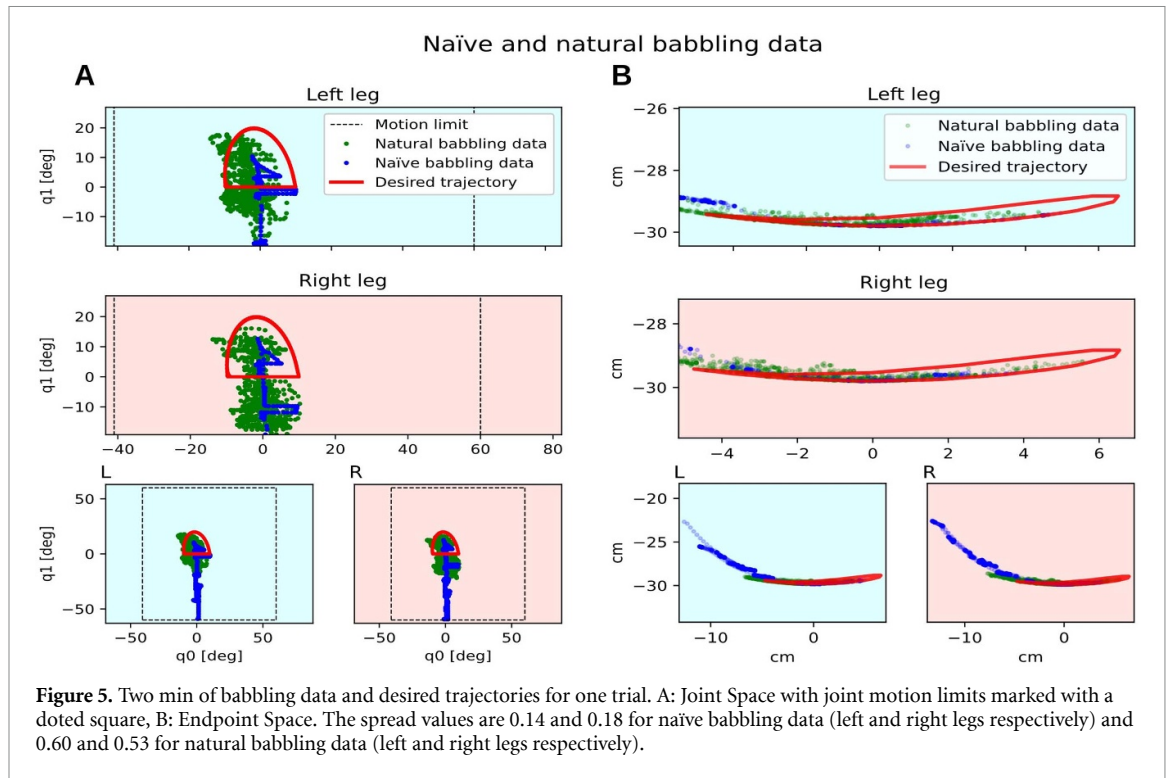 Naïve and natural babbling data
A
Left leg
q1 [deg]
20
10
0
−10
Motion limit
Natural babbling data
Naïve babbling data
Desired trajectory
Right leg
q1 [deg]
20
10
0
−10
−40 −20 0 20 40 60 80
L
q1 [deg]
50
0
−50
−50 0 50
q0 [deg]
R
−50 0 50
q0 [deg]
B
Left leg
cm
−26
−28
−30
Natural babbling data
Naïve babbling data
Desired trajectory
−4 −2 0 2 4 6
Right leg
cm
−28
−30
−4 −2 0 2 4 6
L
cm
−20
−25
−30
−10 0
cm
R
−10 0
cm
Figure 5. Two min of babbling data and desired trajectories for one trial. A: Joint Space with joint motion limits marked with a
doted square, B: Endpoint Space. The spread values are 0.14 and 0.18 for naïve babbling data (left and right legs respectively) and
0.60 and 0.53 for natural babbling data (left and right legs respectively).